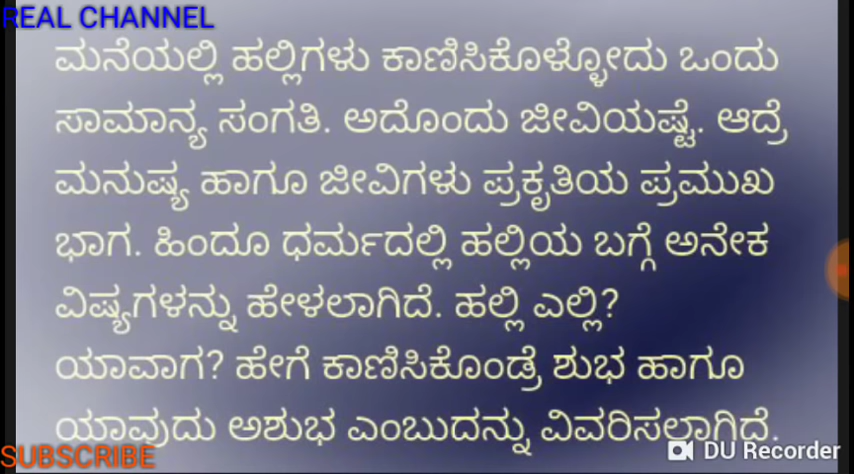 REAL CHANNEL
ಮನೆಯಲ್ಲಿ ಹಲ್ಲಿಗಳು ಕಾಣಿಸಿಕೊಳ್ಳೋದು ಒಂದು
ಸಾಮಾನ್ಯ ಸಂಗತಿ. ಅದೊಂದು ಜೀವಿಯಷ್ಟೆ. ಆದ್ರೆ
ಮನುಷ್ಯ ಹಾಗೂ ಜೀವಿಗಳು ಪ್ರಕೃತಿಯ ಪ್ರಮುಖ
ಭಾಗ. ಹಿಂದೂ ಧರ್ಮದಲ್ಲಿ ಹಲ್ಲಿಯ ಬಗ್ಗೆ ಅನೇಕ
ವಿಷ್ಯಗಳನ್ನು ಹೇಳಲಾಗಿದೆ. ಹಲ್ಲಿ ಎಲ್ಲಿ?
ಯಾವಾಗ? ಹೇಗೆ ಕಾಣಿಸಿಕೊಂಡ್ರೆ ಶುಭ ಹಾಗೂ
ಯಾವುದು ಅಶುಭ ಎಂಬುದನ್ನು ವಿವರಿಸಲಾಗಿದೆ.
SUBSCRIBE
DU Recorder